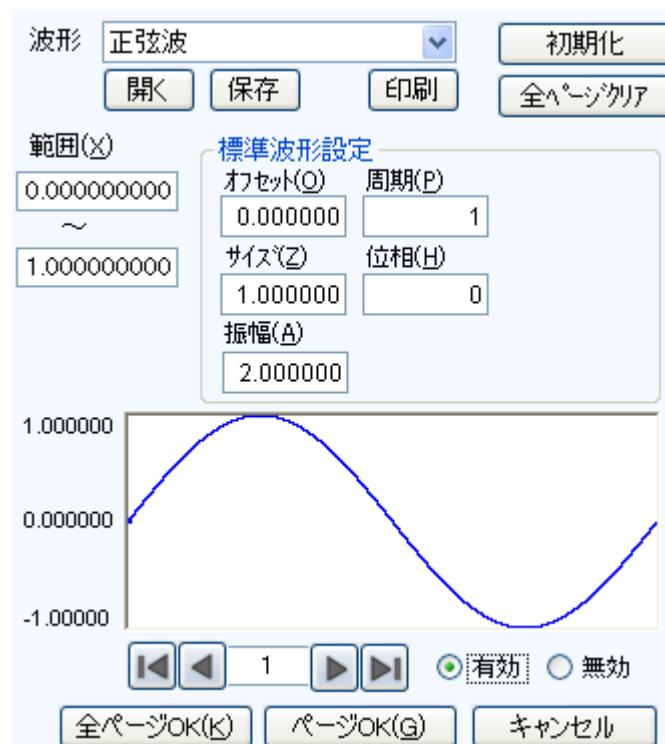 波形 正弦波 初期化
開く 保存 印刷 全ﾍﾟｰｼﾞｸﾘｱ
範囲(X) 標準波形設定
0.000000000 ｵﾌｾｯﾄ(O) 周期(P)
～ 0.000000 1
1.000000000 ｻｲｽﾞ(Z) 位相(H)
1.000000 0
振幅(A)
2.000000
1.000000
0.000000
-1.00000
1 有効 無効
全ページOK(K) ページOK(G) キャンセル